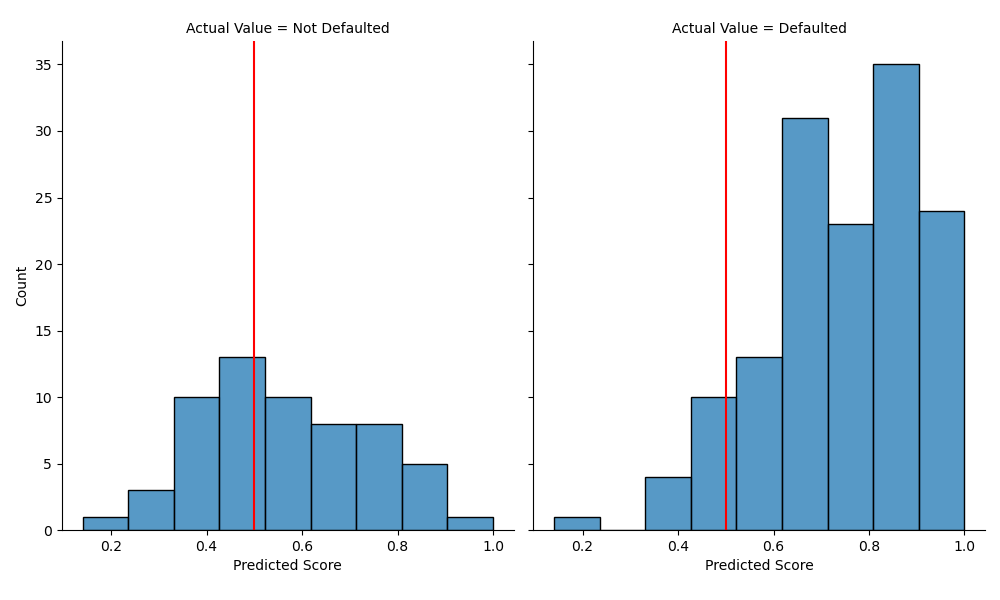 Actual Value = Not Defaulted
Actual Value = Defaulted
35
30
25
20
15
10
5
0
Count
0.2 0.4 0.6 0.8 1.0
0.2 0.4 0.6 0.8 1.0
Predicted Score
Predicted Score